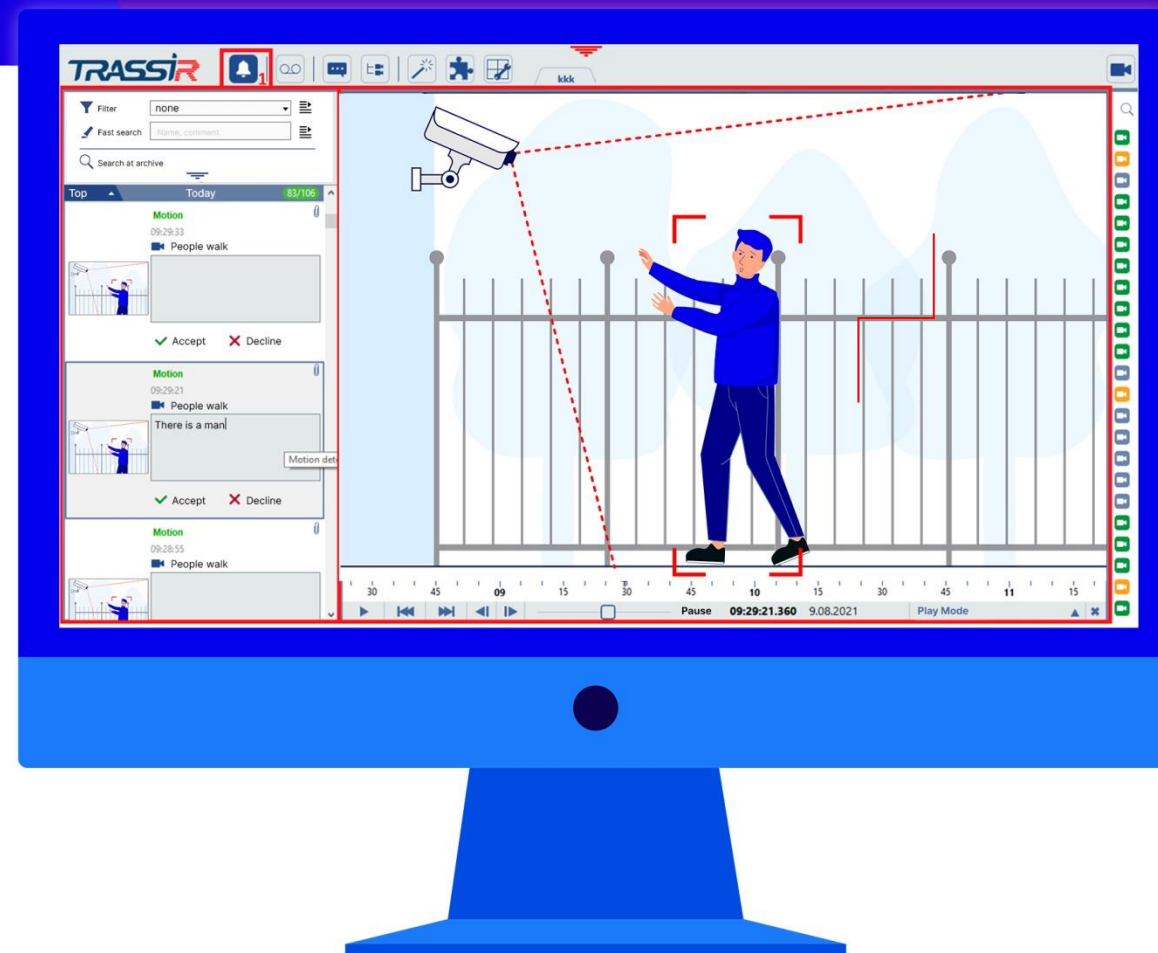 TRASSIR
1
kkk
Filter none
Fast search Name, comment
Search at archive
Top Today 83/106
Motion
09:29:33
People walk
Accept Decline
Motion
09:29:21
People walk
There is a man
Motion det
Accept Decline
Motion
09:28:55
People walk
30 45 09 15 30 45 10 15 30 45 11 15
Pause 09:29:21.360 9.08.2021 Play Mode